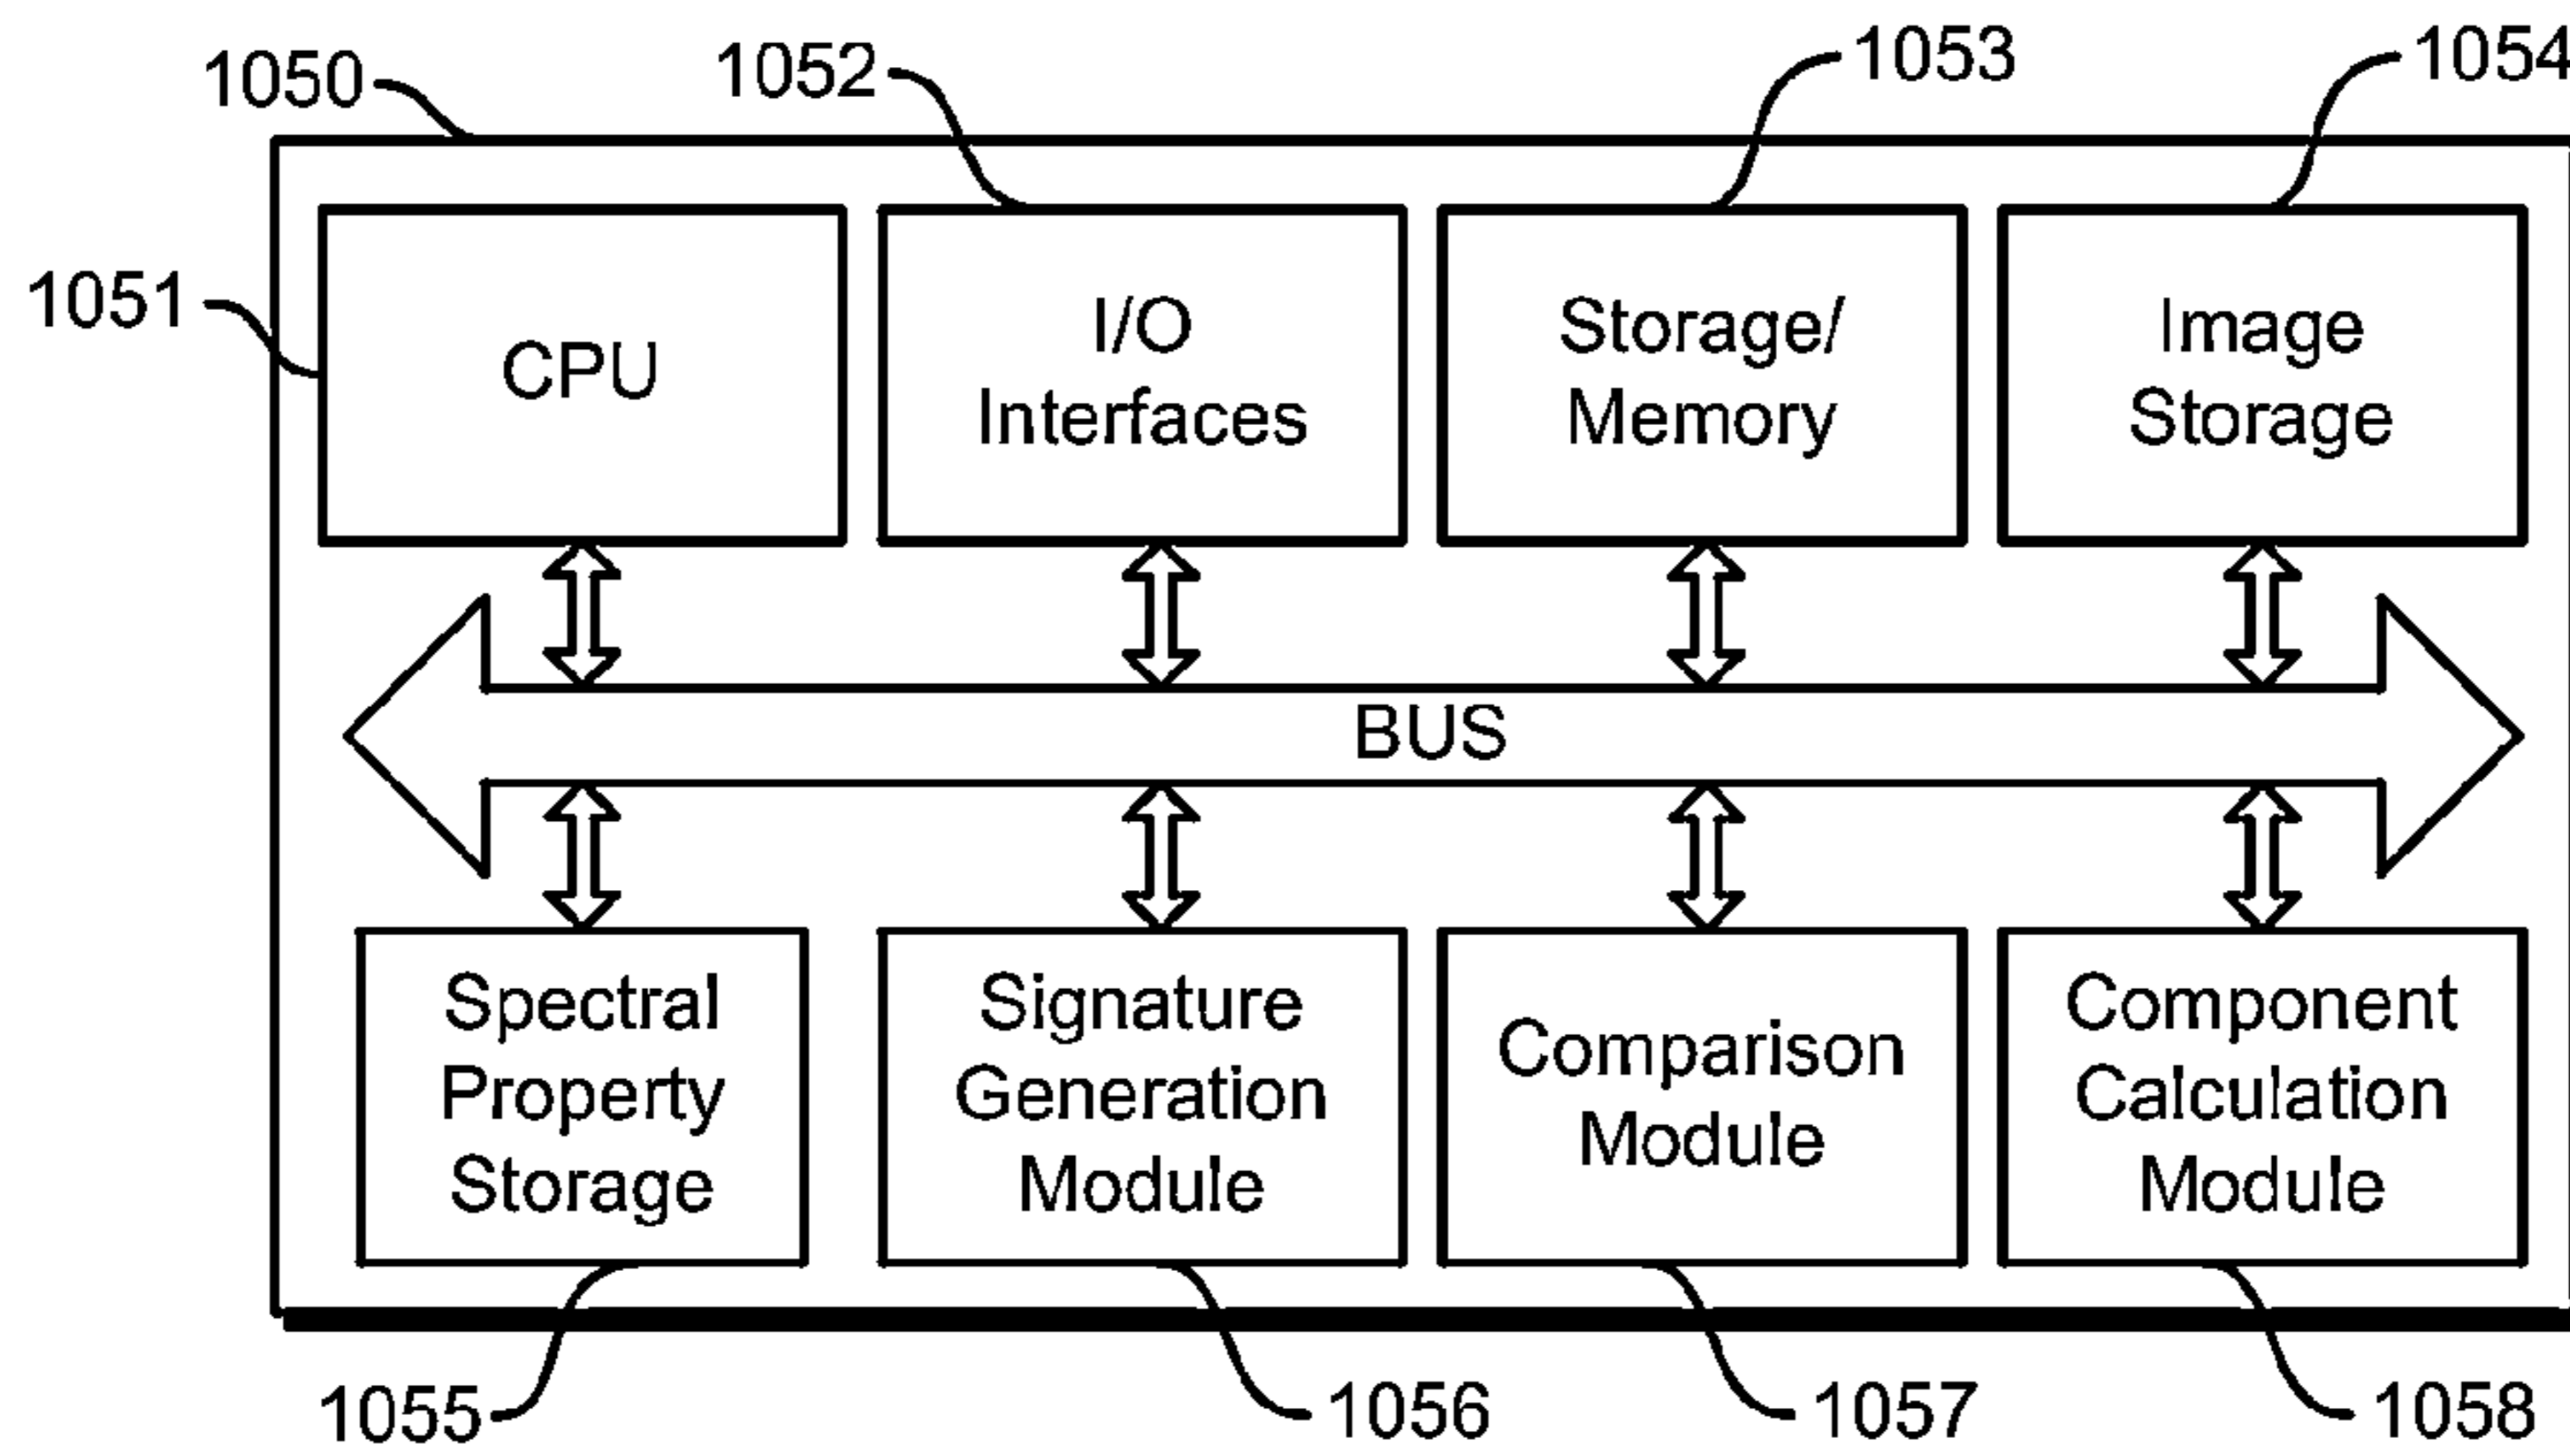 1050
1052
1053
1054
1051
CPU
I/O
Interfaces
Storage/
Memory
Image
Storage
BUS
Spectral
Property
Storage
Signature
Generation
Module
Comparison
Module
Component
Calculation
Module
1055
1056
1057
1058